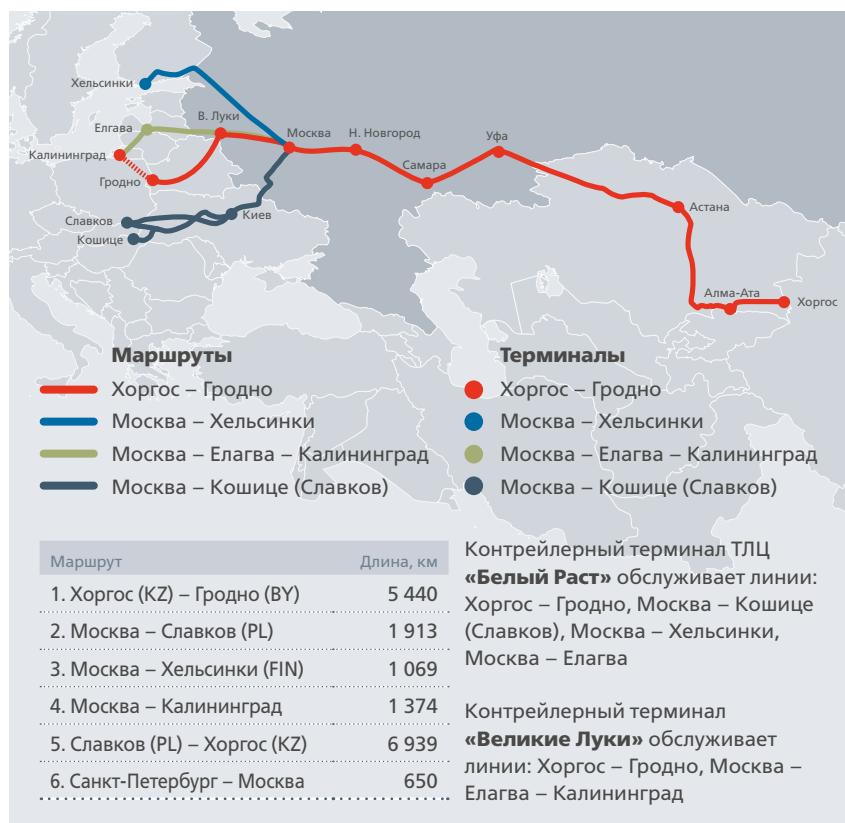 Хельсинки
В. Луки
Елгава
Москва
Н. Новгород
Уфа
Калининград
Гродно
Самара
Славков
Киев
Астана
Кошице
Алма-Ата
Хоргос
Маршруты
Хоргос – Гродно
Москва – Хельсинки
Москва – Елагва – Калининград
Москва – Кошице (Славков)
Терминалы
Хоргос – Гродно
Москва – Хельсинки
Москва – Елагва – Калининград
Москва – Кошице (Славков)
Маршрут Длина, км
1. Хоргос (KZ) – Гродно (BY) 5 440
2. Москва – Славков (PL) 1 913
3. Москва – Хельсинки (FIN) 1 069
4. Москва – Калининград 1 374
5. Славков (PL) – Хоргос (KZ) 6 939
6. Санкт-Петербург – Москва 650
Контрейлерный терминал ТЛЦ
«Белый Раст» обслуживает линии:
Хоргос – Гродно, Москва – Кошице
(Славков), Москва – Хельсинки,
Москва – Елагва
Контрейлерный терминал
«Великие Луки» обслуживает
линии: Хоргос – Гродно, Москва –
Елагва – Калининград